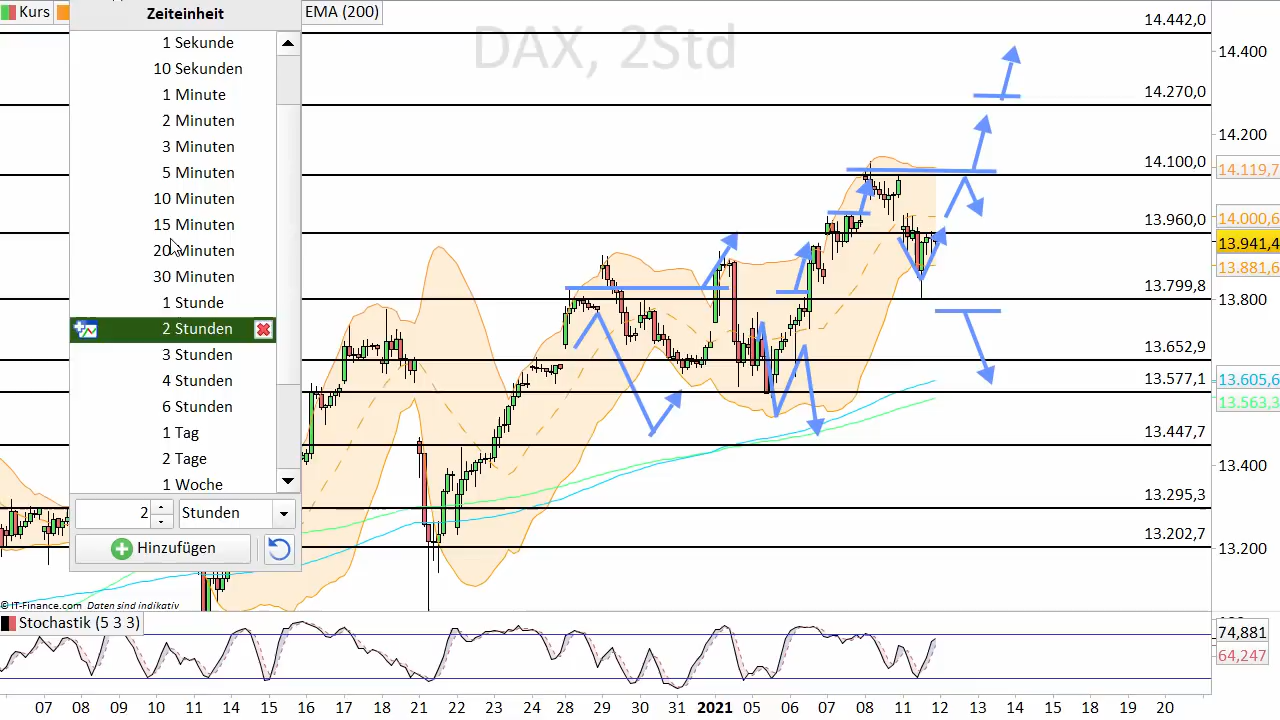 Kurs
Zeiteinheit
EMA (200)
DAX, 2Std
1 Sekunde
10 Sekunden
1 Minute
2 Minuten
3 Minuten
5 Minuten
10 Minuten
15 Minuten
20 Minuten
30 Minuten
1 Stunde
2 Stunden
3 Stunden
4 Stunden
6 Stunden
1 Tag
2 Tage
1 Woche
2 Stunden
Hinzufügen
14.442,0
14.400
14.270,0
14.200
14.100,0
14.119,7
13.960,0
14.000,6
13.941,4
13.881,6
13.799,8
13.800
13.652,9
13.577,1
13.605,6
13.563,3
13.447,7
13.400
13.295,3
13.202,7
13.200
© IT-Finance.com Daten sind indikativ
Stochastik (5 3 3)
74,881
64,247
07 08 09 10 11 14 15 16 17 18 21 22 23 24 28 29 30 31 2021 05 06 07 08 11 12 13 14 15 18 19 20